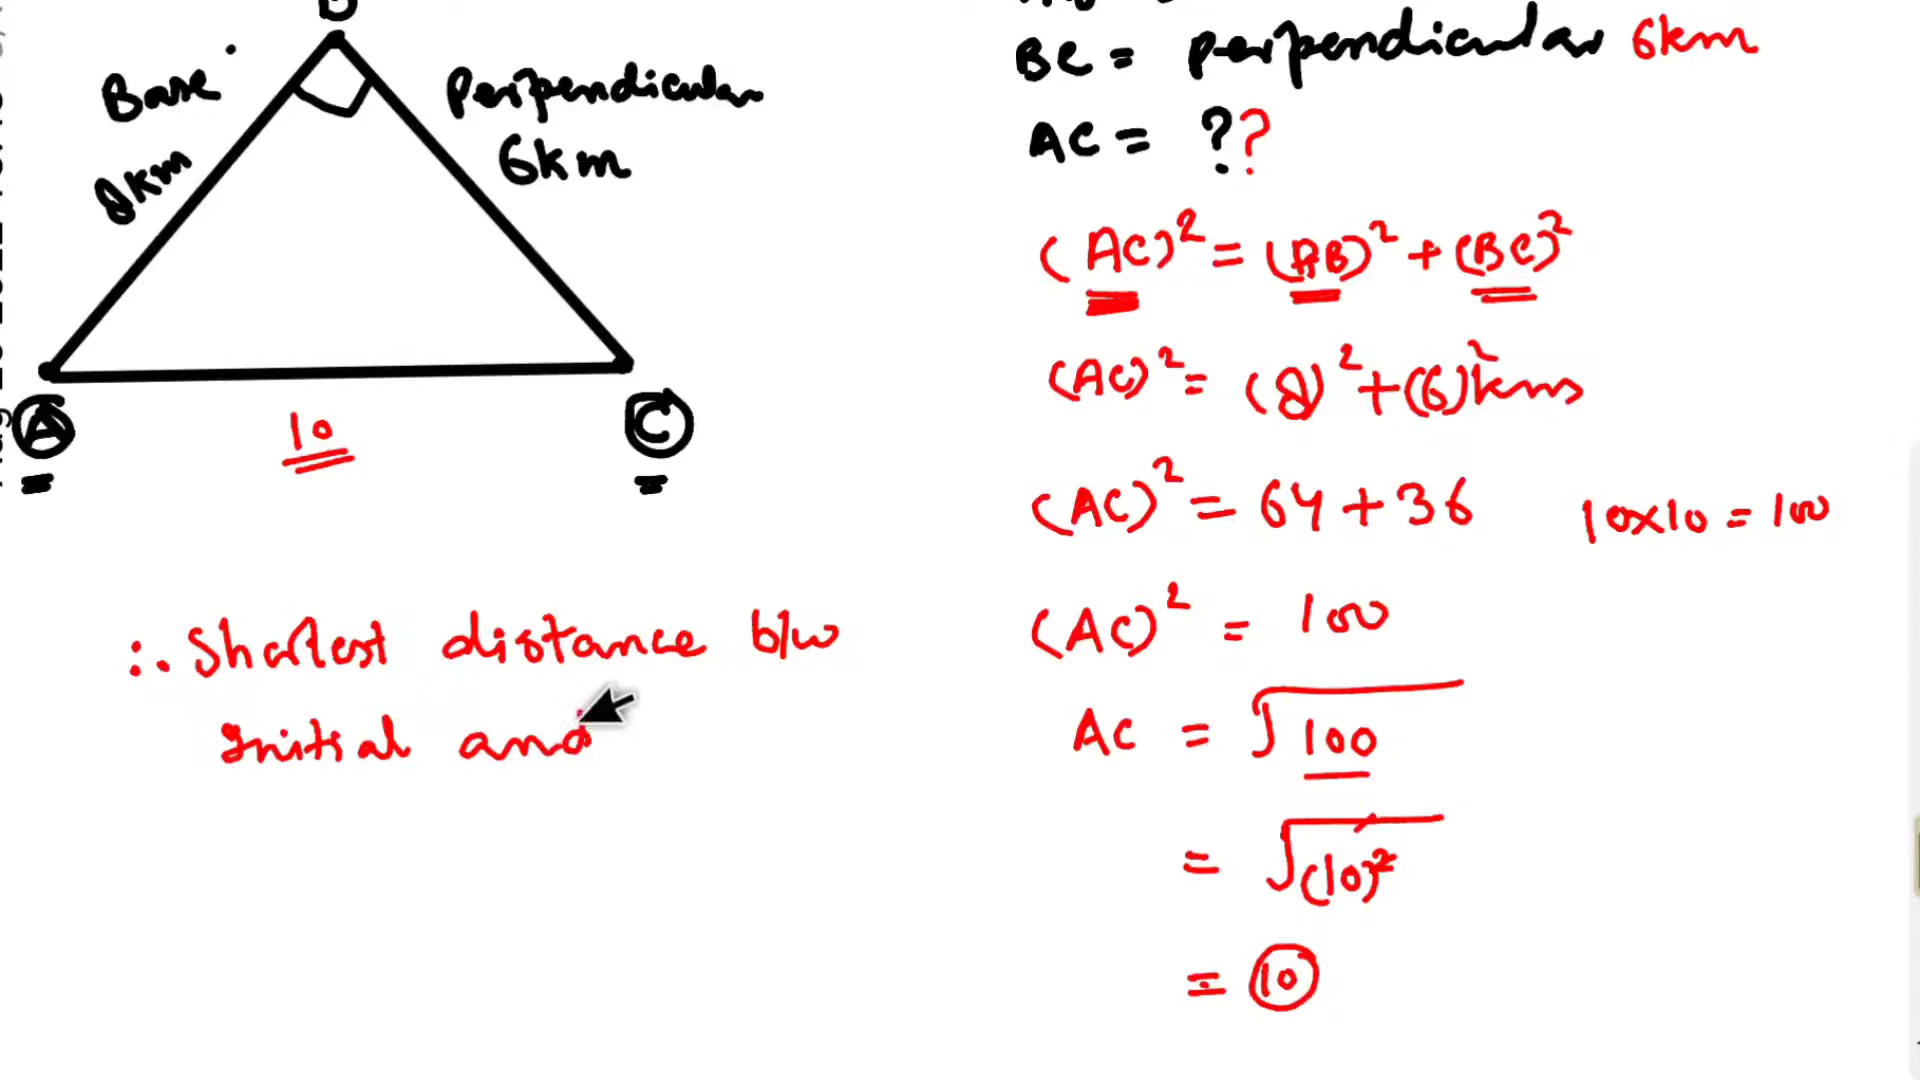 Base
8km
Perpendicular
6km
A
C
10
∴ Shortest distance b/w
Initial and
BC = Perpendicular 6km
AC = ??
(AC)² = (AB)² + (BC)²
(AC)² = (8)² + (6)² kms
(AC)² = 64 + 36
10x10 = 100
(AC)² = 100
AC = √100
= √(10)²
= 10